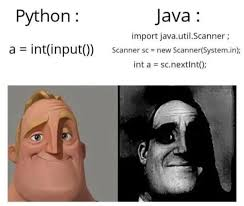 Python :
a = int(input())
Java :
import java.util.Scanner ;
Scanner sc = new Scanner(System.in);
int a = sc.nextInt();